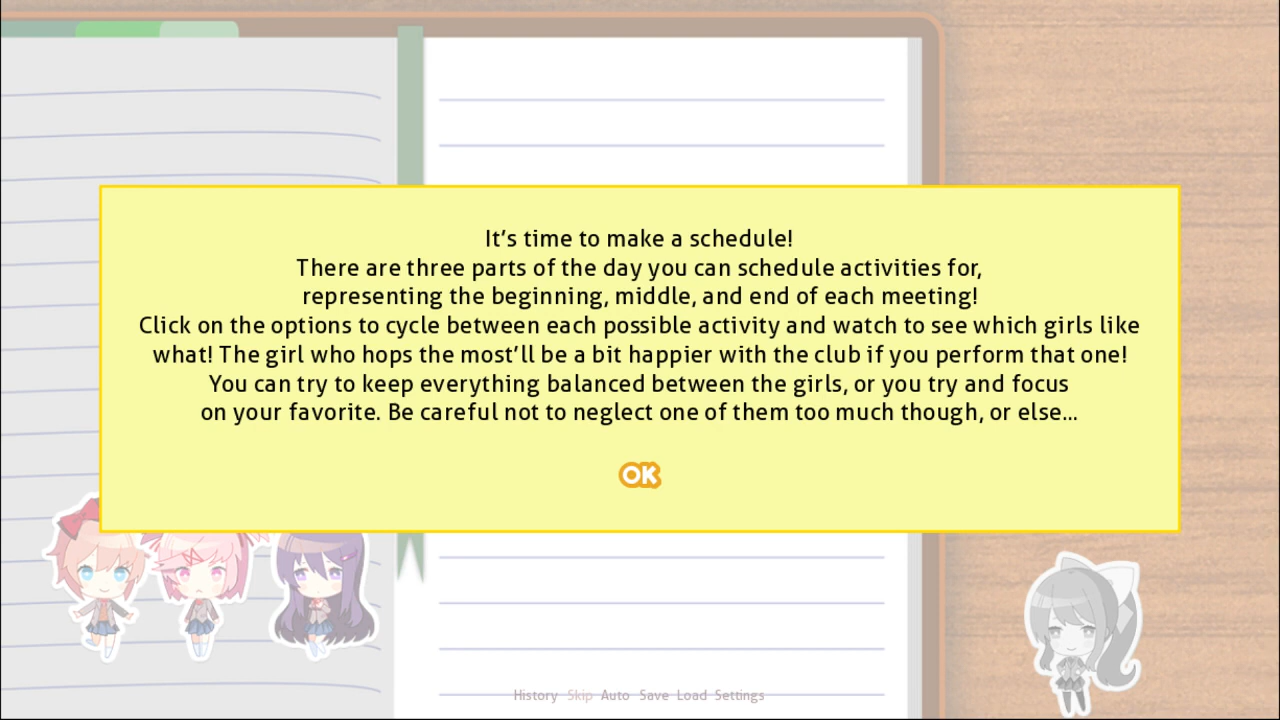 It's time to make a schedule!
There are three parts of the day you can schedule activities for,
representing the beginning, middle, and end of each meeting!
Click on the options to cycle between each possible activity and watch to see which girls like
what! The girl who hops the most'll be a bit happier with the club if you perform that one!
You can try to keep everything balanced between the girls, or you try and focus
on your favorite. Be careful not to neglect one of them too much though, or else...
OK
History Skip Auto Save Load Settings